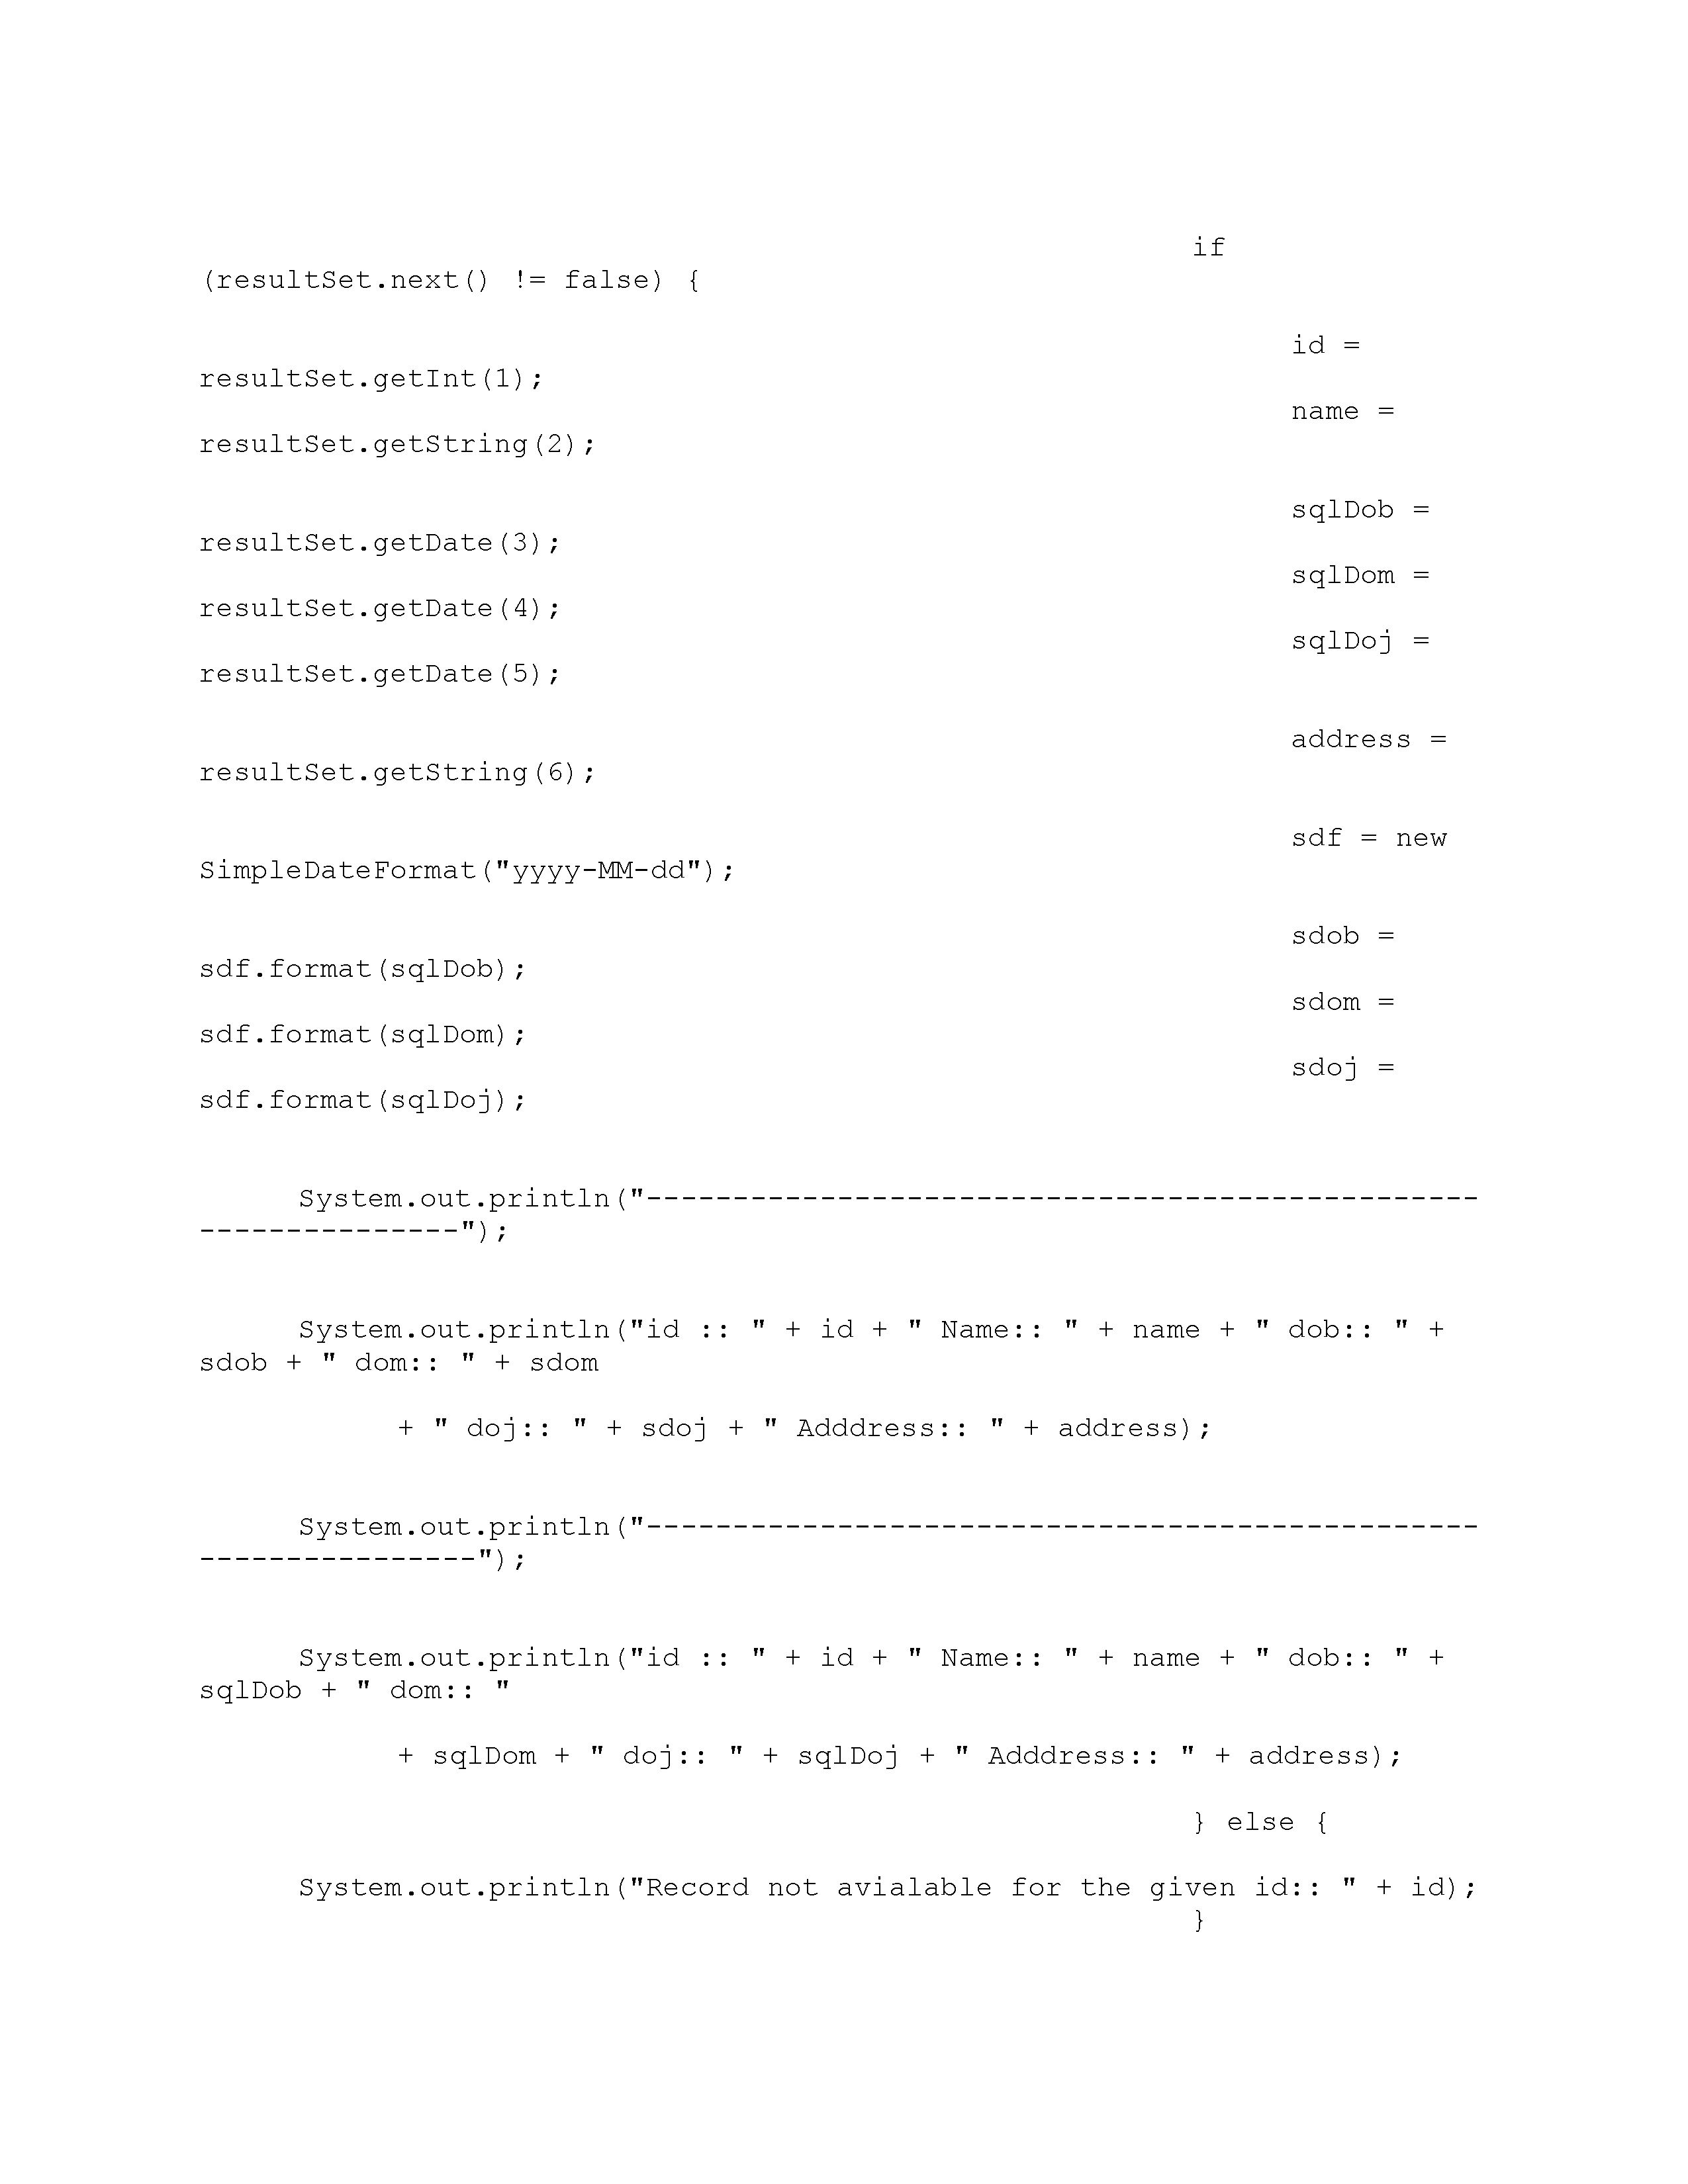 if
(resultSet.next() != false) {
id =
resultSet.getInt(1);
name =
resultSet.getString(2);
sqlDob =
resultSet.getDate(3);
sqlDom =
resultSet.getDate(4);
sqlDoj =
resultSet.getDate(5);
address =
resultSet.getString(6);
sdf = new
SimpleDateFormat("yyyy-MM-dd");
sdob =
sdf.format(sqlDob);
sdom =
sdf.format(sqlDom);
sdoj =
sdf.format(sqlDoj);
System.out.println("------------------------------------------------
---------------");
System.out.println("id :: " + id + " Name:: " + name + " dob:: " +
sdob + " dom:: " + sdom
+ " doj:: " + sdoj + " Adddress:: " + address);
System.out.println("------------------------------------------------
----------------");
System.out.println("id :: " + id + " Name:: " + name + " dob:: " +
sqlDob + " dom:: "
+ sqlDom + " doj:: " + sqlDoj + " Adddress:: " + address);
} else {
System.out.println("Record not avialable for the given id:: " + id);
}